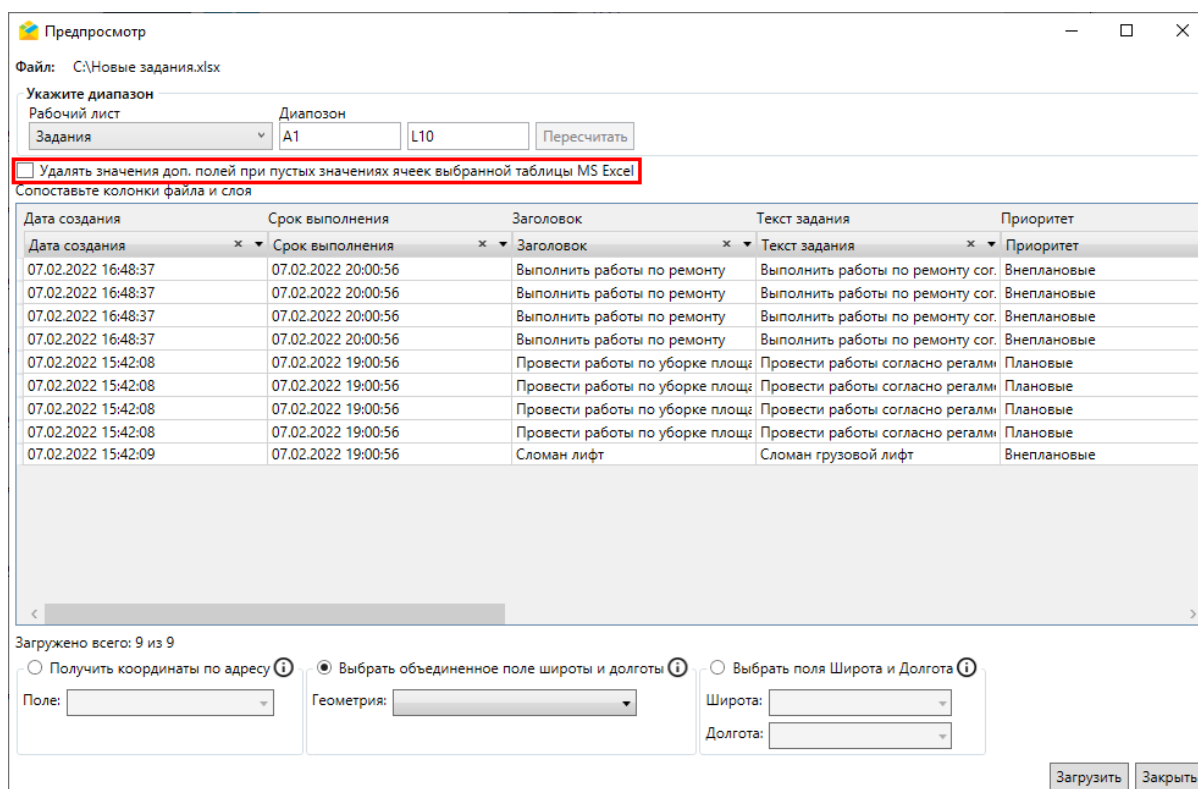 Предпросмотр
Файл: C:\Новые задания.xlsx
Укажите диапазон
Рабочий лист Диапозон
Задания A1 L10 Пересчитать
Удалять значения доп. полей при пустых значениях ячеек выбранной таблицы MS Excel
Сопоставьте колонки файла и слоя
Дата создания Срок выполнения Заголовок Текст задания Приоритет
Дата создания Срок выполнения Заголовок Текст задания Приоритет
07.02.2022 16:48:37 07.02.2022 20:00:56 Выполнить работы по ремонту Выполнить работы по ремонту сог. Внеплановые
07.02.2022 16:48:37 07.02.2022 20:00:56 Выполнить работы по ремонту Выполнить работы по ремонту сог. Внеплановые
07.02.2022 16:48:37 07.02.2022 20:00:56 Выполнить работы по ремонту Выполнить работы по ремонту сог. Внеплановые
07.02.2022 16:48:37 07.02.2022 20:00:56 Выполнить работы по ремонту Выполнить работы по ремонту сог. Внеплановые
07.02.2022 15:42:08 07.02.2022 19:00:56 Провести работы по уборке площа Провести работы согласно регалм Плановые
07.02.2022 15:42:08 07.02.2022 19:00:56 Провести работы по уборке площа Провести работы согласно регалм Плановые
07.02.2022 15:42:08 07.02.2022 19:00:56 Провести работы по уборке площа Провести работы согласно регалм Плановые
07.02.2022 15:42:08 07.02.2022 19:00:56 Провести работы по уборке площа Провести работы согласно регалм Плановые
07.02.2022 15:42:09 07.02.2022 19:00:56 Сломан лифт Сломан грузовой лифт Внеплановые
Загружено всего: 9 из 9
Получить координаты по адресу Выбрать объединенное поле широты и долготы Выбрать поля Широта и Долгота
Поле: Геометрия: Широта:
Долгота:
Загрузить Закрыть